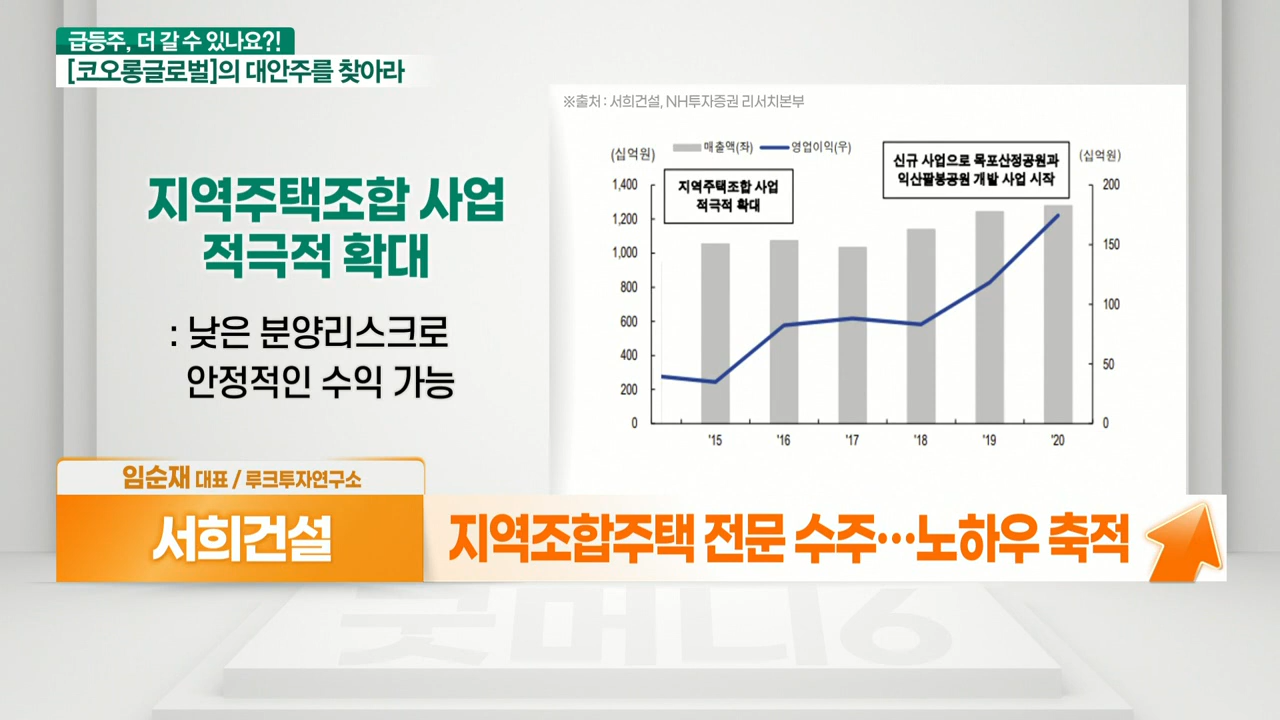 급등주, 더 갈 수 있나요?!
[코오롱글로벌]의 대안주를 찾아라
※출처 : 서희건설, NH투자증권 리서치본부
지역주택조합 사업
적극적 확대
: 낮은 분양리스크로
안정적인 수익 가능
(십억원)
매출액(좌)
영업이익(우)
(십억원)
지역주택조합 사업
적극적 확대
신규 사업으로 목포산정공원과
익산팔봉공원 개발 사업 시작
1,400
1,200
1,000
800
600
400
200
0
200
150
100
50
0
'15 '16 '17 '18 '19 '20
임순재 대표 / 루크투자연구소
서희건설
지역조합주택 전문 수주…노하우 축적
굿머니6